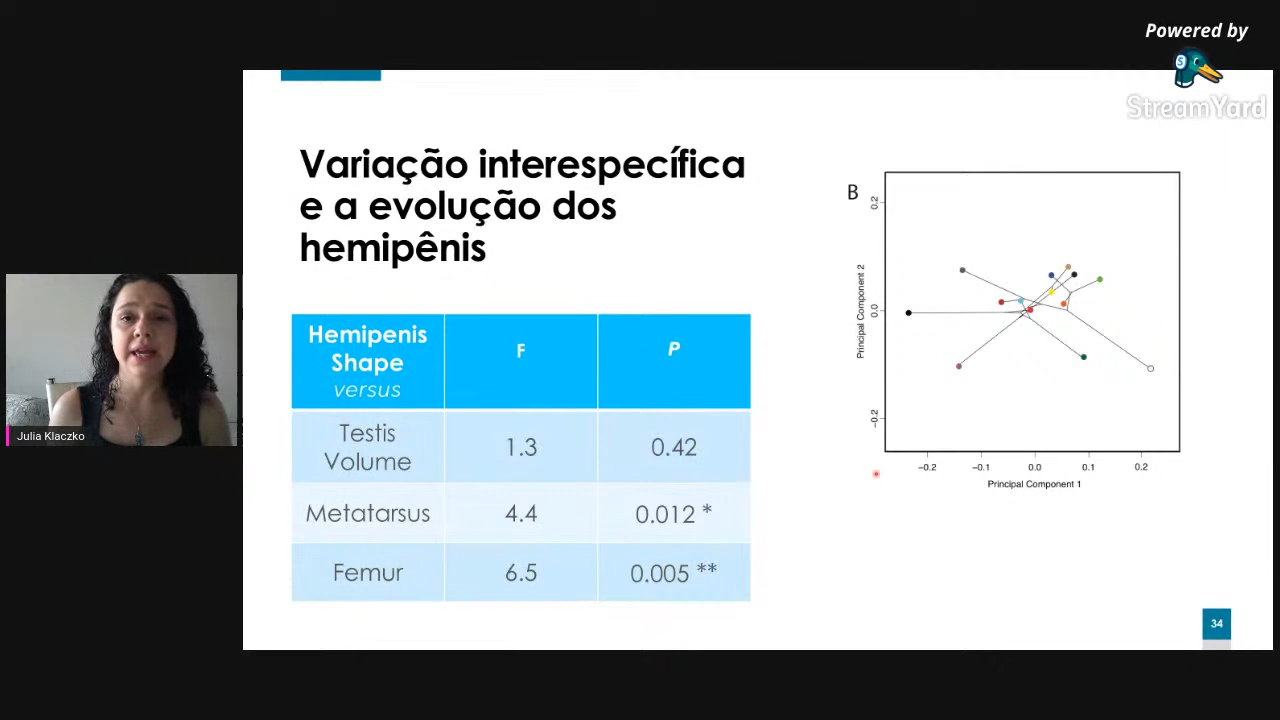 Powered by
StreamYard
Variação interespecífica
e a evolução dos
hemipênis
Hemipenis
Shape
versus
F
P
Testis
Volume
1.3
0.42
Metatarsus
4.4
0.012 *
Femur
6.5
0.005 **
B
Principal Component 2
0.2
0.0
−0.2
−0.2
−0.1
0.0
0.1
0.2
Principal Component 1
Julia Klaczko
34